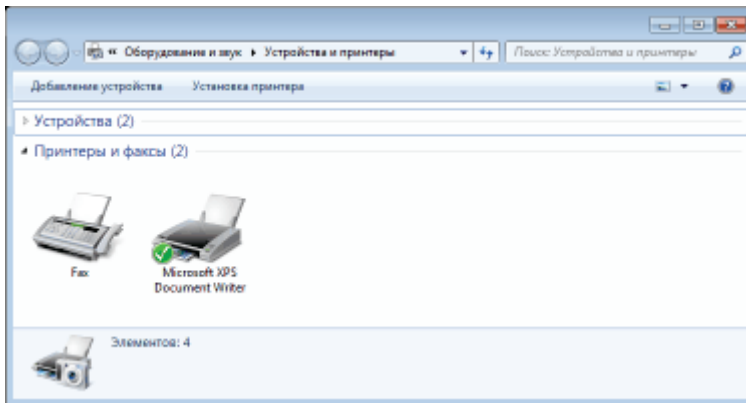 « Оборудование и звук ▸ Устройства и принтеры
Поиск: Устройства и принтеры
Добавление устройства Установка принтера
Устройства (2)
Принтеры и факсы (2)
Fax
Microsoft XPS
Document Writer
Элементов: 4